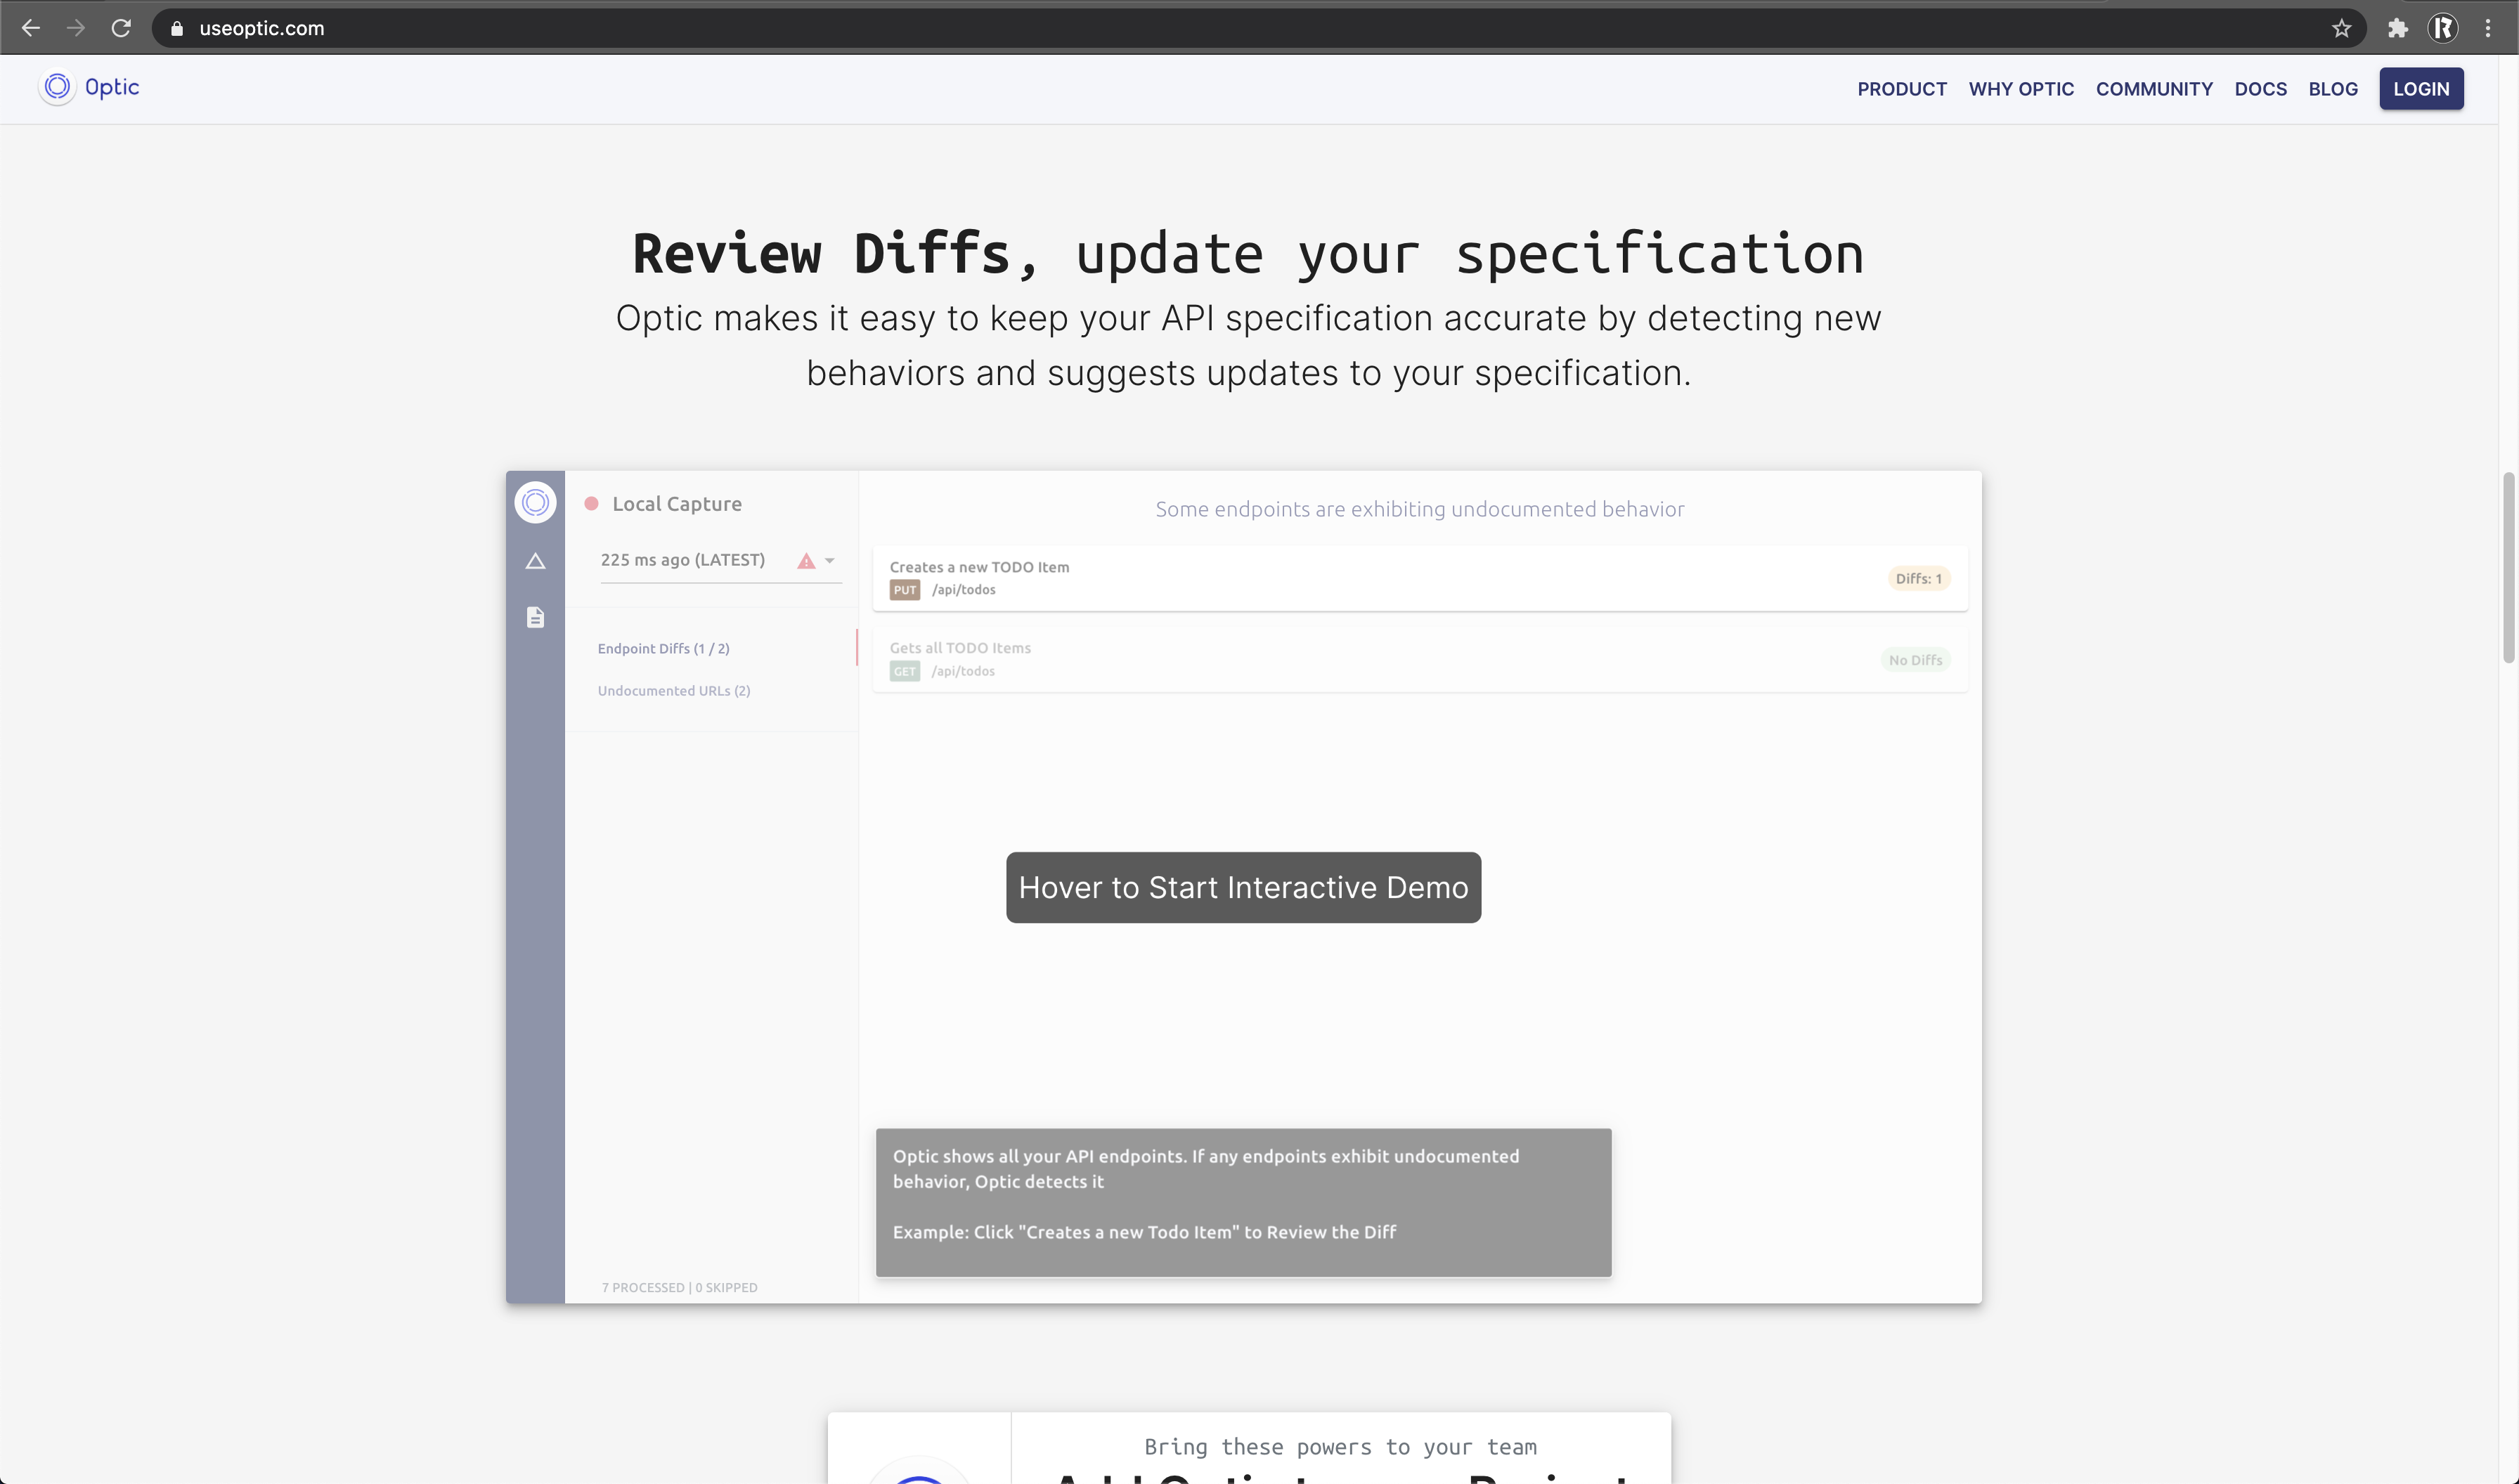 useoptic.com
Optic
PRODUCT
WHY OPTIC
COMMUNITY
DOCS
BLOG
LOGIN
Review Diffs, update your specification
Optic makes it easy to keep your API specification accurate by detecting new
behaviors and suggests updates to your specification.
Local Capture
225 ms ago (LATEST)
Endpoint Diffs (1 / 2)
Undocumented URLs (2)
7 PROCESSED | 0 SKIPPED
Some endpoints are exhibiting undocumented behavior
Creates a new TODO Item
PUT /api/todos
Diffs: 1
Gets all TODO Items
GET /api/todos
No Diffs
Hover to Start Interactive Demo
Optic shows all your API endpoints. If any endpoints exhibit undocumented
behavior, Optic detects it
Example: Click "Creates a new Todo Item" to Review the Diff
Bring these powers to your team